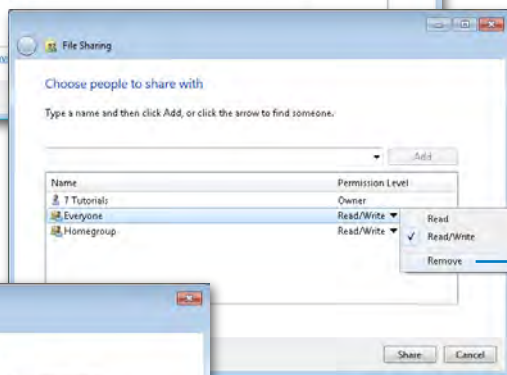 File Sharing
Choose people to share with
Type a name and then click Add, or click the arrow to find someone.
Add
Name Permission Level
7 Tutorials Owner
Everyone Read/Write
Homegroup Read/Write
Read
Read/Write
Remove
Share Cancel